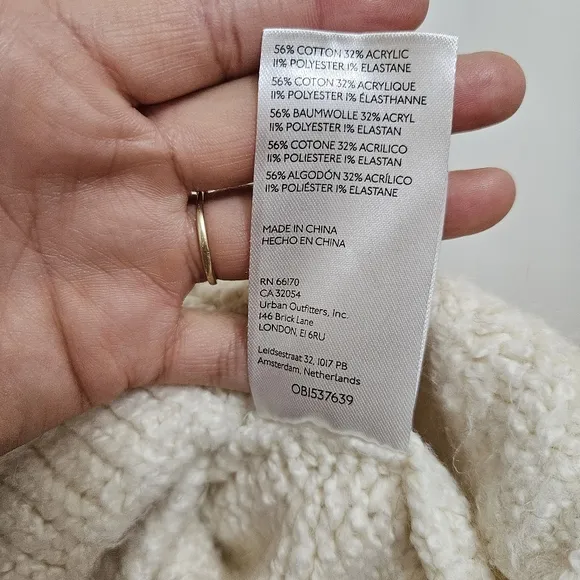 56% COTTON 32% ACRYLIC
11% POLYESTER 1% ELASTANE
56% COTON 32% ACRYLIQUE
11% POLYESTER 1% ÉLASTHANNE
56% BAUMWOLLE 32% ACRYL
11% POLYESTER 1% ELASTAN
56% COTONE 32% ACRILICO
11% POLIESTERE 1% ELASTAN
56% ALGODÓN 32% ACRÍLICO
11% POLIÉSTER 1% ELASTANE
MADE IN CHINA
HECHO EN CHINA
RN 66170
CA 32054
Urban Outfitters, Inc.
146 Brick Lane
LONDON, E1 6RU
Leidsestraat 32, 1017 PB
Amsterdam, Netherlands
OB1537639